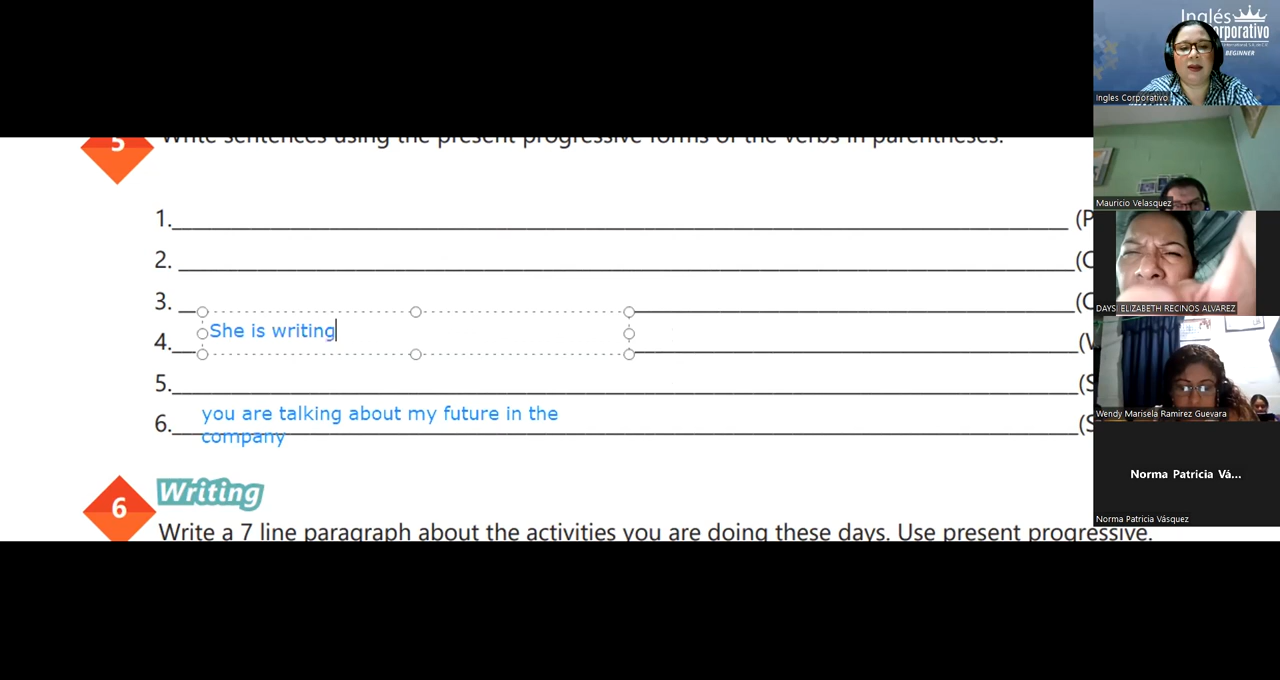 Inglés
Corporativo
BEGINNER
Ingles Corporativo
5 Write sentences using the present progressive forms of the verbs in parentheses.
Mauricio Velasquez
1. (P
2. (C
3. (C
DAYSI ELIZABETH RECINOS ALVAREZ
She is writing
4. (W
5. (S
you are talking about my future in the
6. (S
company
Wendy Marisela Ramirez Guevara
Norma Patricia Vá...
Writing
6
Norma Patricia Vásquez
Write a 7 line paragraph about the activities you are doing these days. Use present progressive.